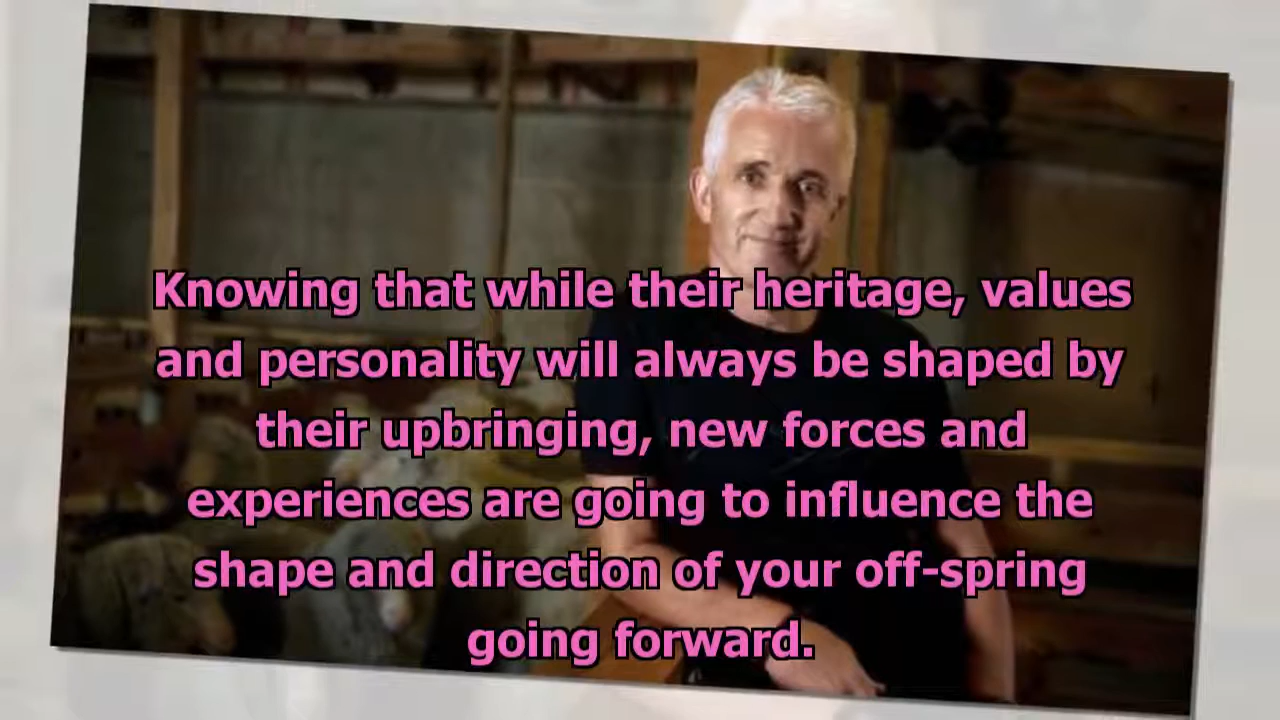 Knowing that while their heritage, values
and personality will always be shaped by
their upbringing, new forces and
experiences are going to influence the
shape and direction of your off-spring
going forward.